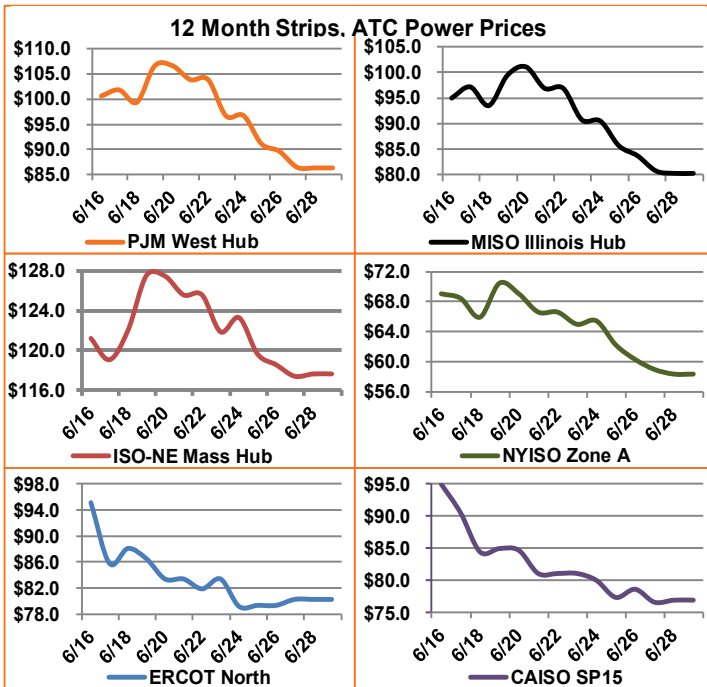 12 Month Strips, ATC Power Prices
$110.0
$105.0
$100.0
$95.0
$90.0
$85.0
6/16 6/18 6/20 6/22 6/24 6/26 6/28
PJM West Hub
$105.0
$100.0
$95.0
$90.0
$85.0
$80.0
6/16 6/18 6/20 6/22 6/24 6/26 6/28
MISO Illinois Hub
$128.0
$124.0
$120.0
$116.0
6/16 6/18 6/20 6/22 6/24 6/26 6/28
ISO-NE Mass Hub
$72.0
$68.0
$64.0
$60.0
$56.0
6/16 6/18 6/20 6/22 6/24 6/26 6/28
NYISO Zone A
$98.0
$94.0
$90.0
$86.0
$82.0
$78.0
6/16 6/18 6/20 6/22 6/24 6/26 6/28
ERCOT North
$95.0
$90.0
$85.0
$80.0
$75.0
6/16 6/18 6/20 6/22 6/24 6/26 6/28
CAISO SP15